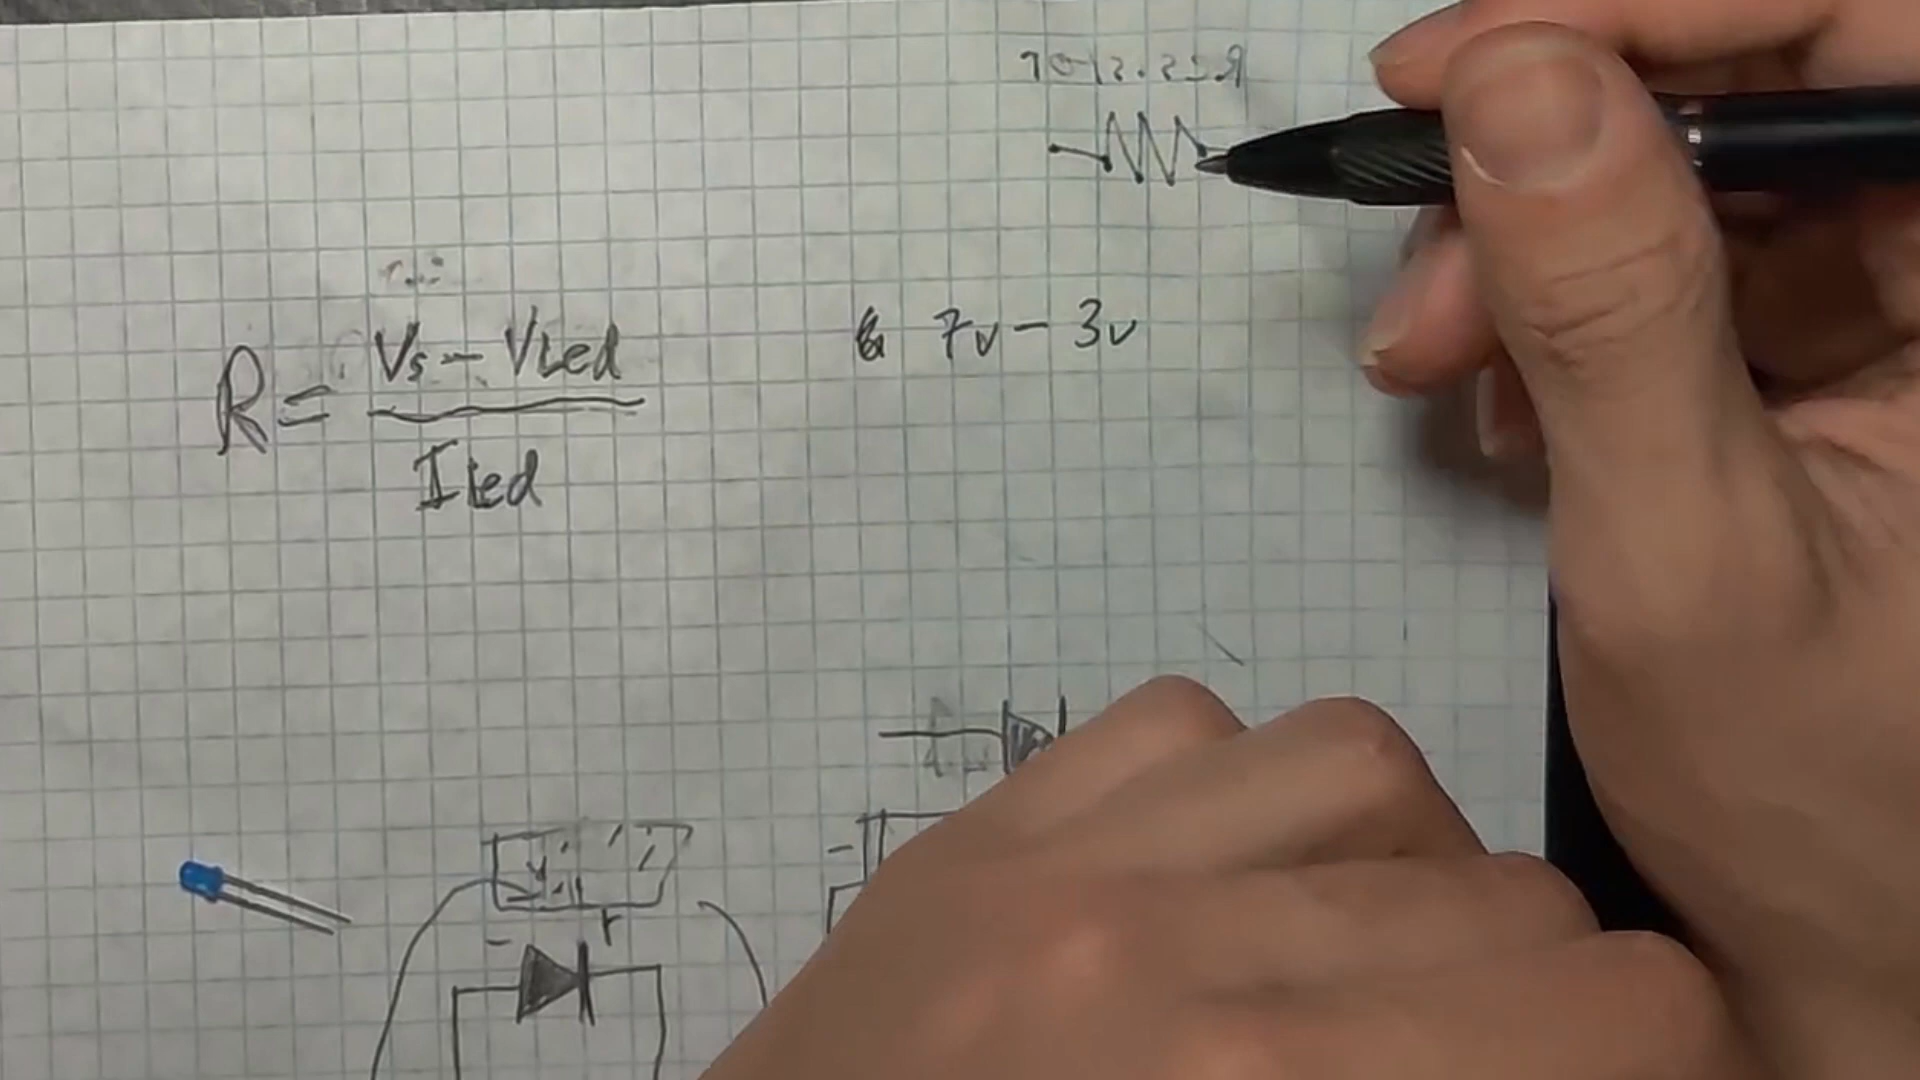 Resistor
R = Vs - VLed
ILed
7v - 3v
-
-